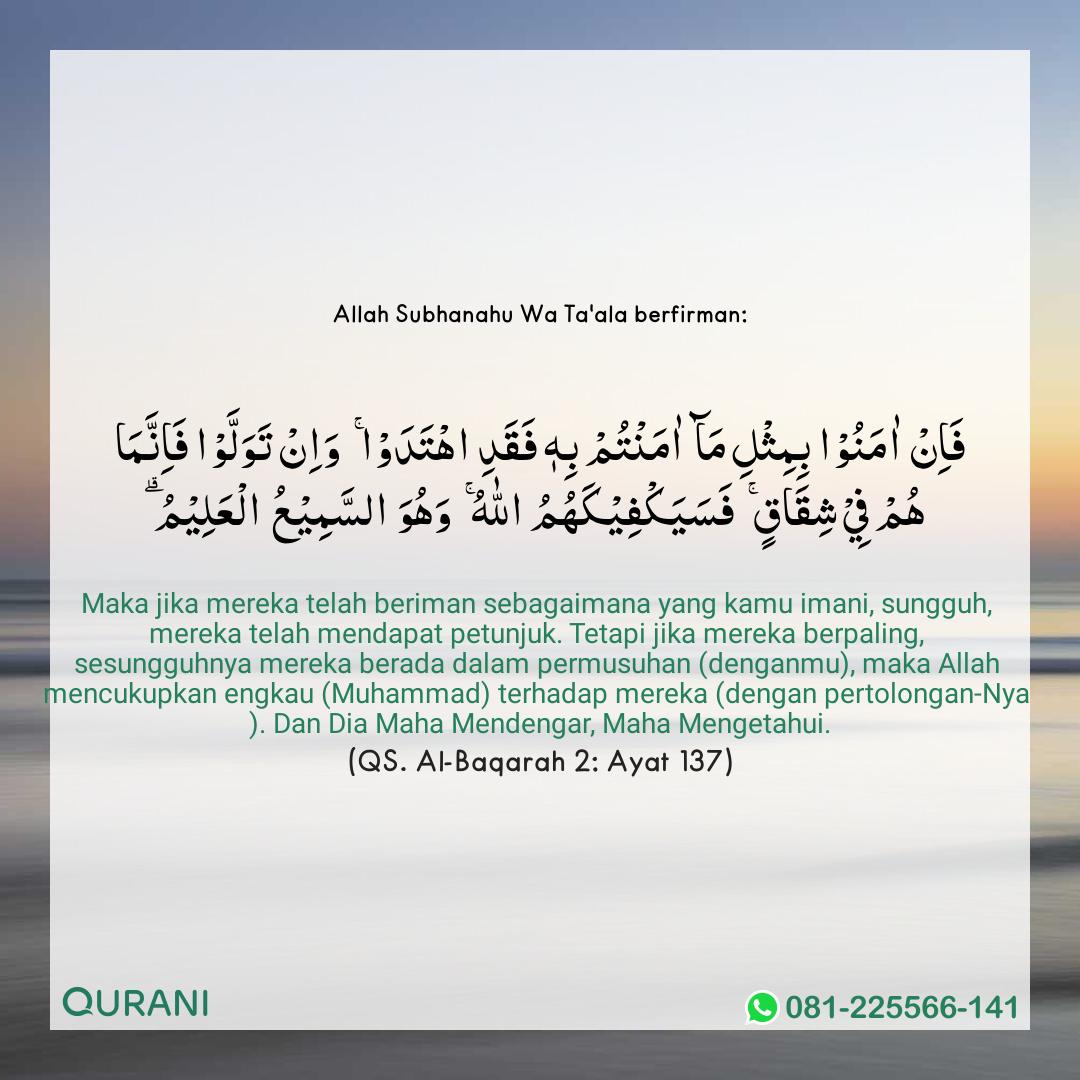 Allah Subhanahu Wa Ta'ala berfirman:
فَاِنْ اٰمَنُوْا بِمِثْلِ مَآ اٰمَنْتُمْ بِهٖ فَقَدِ اهْتَدَوْا ۚ وَاِنْ تَوَلَّوْا فَاِنَّمَا
هُمْ فِيْ شِقَاقٍ ۚ فَسَيَكْفِيْكَهُمُ اللّٰهُ ۚ وَهُوَ السَّمِيْعُ الْعَلِيْمُ ۗ
Maka jika mereka telah beriman sebagaimana yang kamu imani, sungguh,
mereka telah mendapat petunjuk. Tetapi jika mereka berpaling,
sesungguhnya mereka berada dalam permusuhan (denganmu), maka Allah
mencukupkan engkau (Muhammad) terhadap mereka (dengan pertolongan-Nya
). Dan Dia Maha Mendengar, Maha Mengetahui.
(QS. Al-Baqarah 2: Ayat 137)
QURANI
081-225566-141